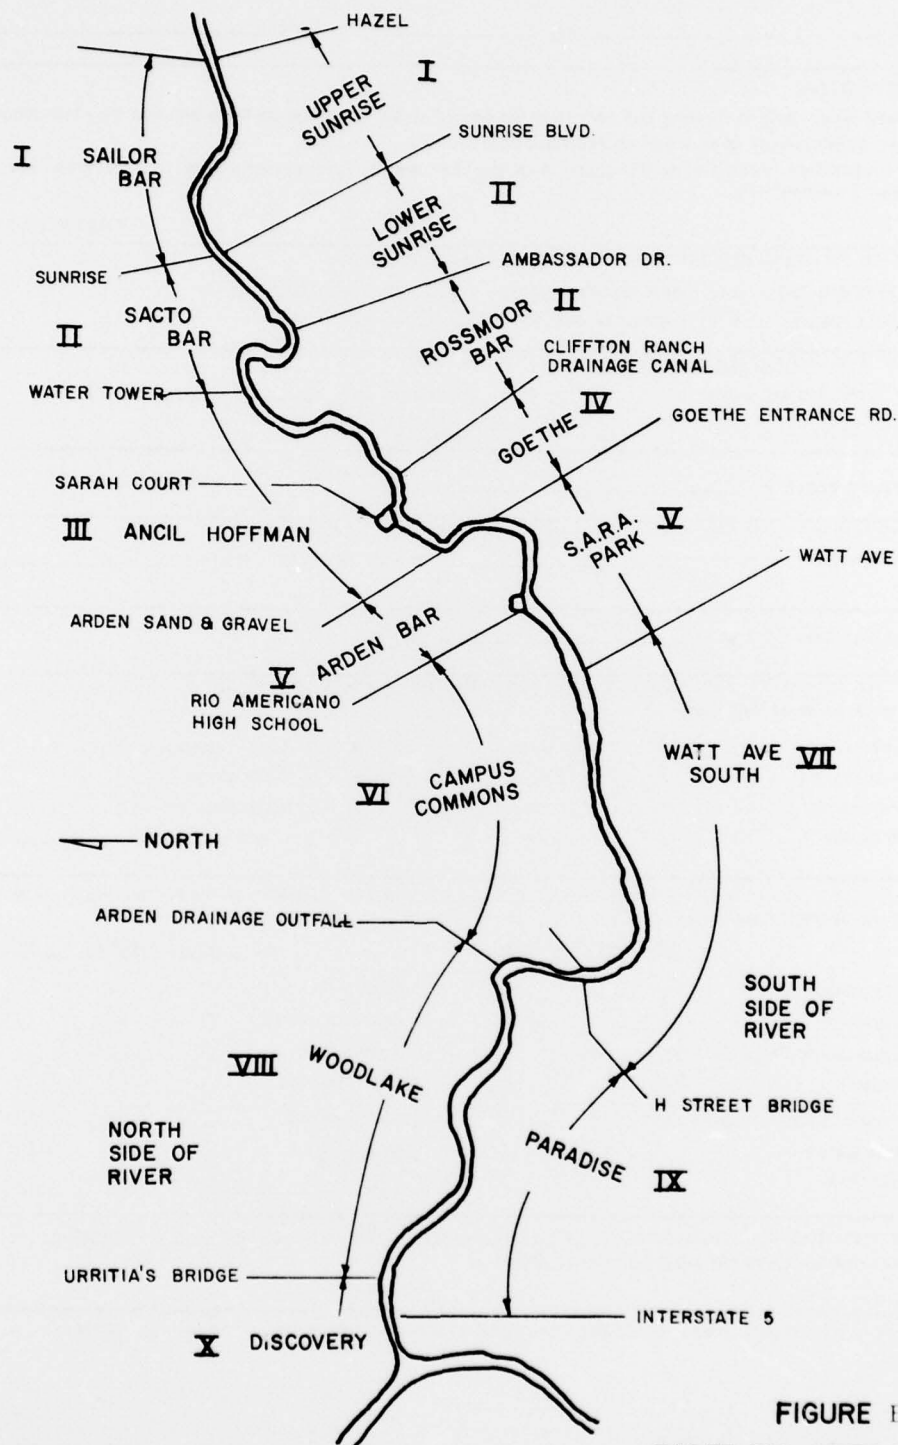 HAZEL
I
UPPER
SUNRISE
I
SAILOR
BAR
SUNRISE BLVD.
II
LOWER
SUNRISE
SUNRISE
AMBASSADOR DR.
II
SACTO
BAR
II
ROSSMOOR
BAR
CLIFFTON RANCH
DRAINAGE CANAL
WATER TOWER
IV
GOETHE
GOETHE ENTRANCE RD.
SARAH COURT
III ANCIL HOFFMAN
V
S.A.R.A.
PARK
WATT AVE
ARDEN SAND & GRAVEL
V ARDEN BAR
RIO AMERICANO
HIGH SCHOOL
WATT AVE
SOUTH
VII
VI
CAMPUS
COMMONS
NORTH
ARDEN DRAINAGE OUTFALL
SOUTH
SIDE OF
RIVER
VIII WOODLAKE
H STREET BRIDGE
NORTH
SIDE OF
RIVER
PARADISE IX
URRITIA'S BRIDGE
INTERSTATE 5
X DISCOVERY
FIGURE